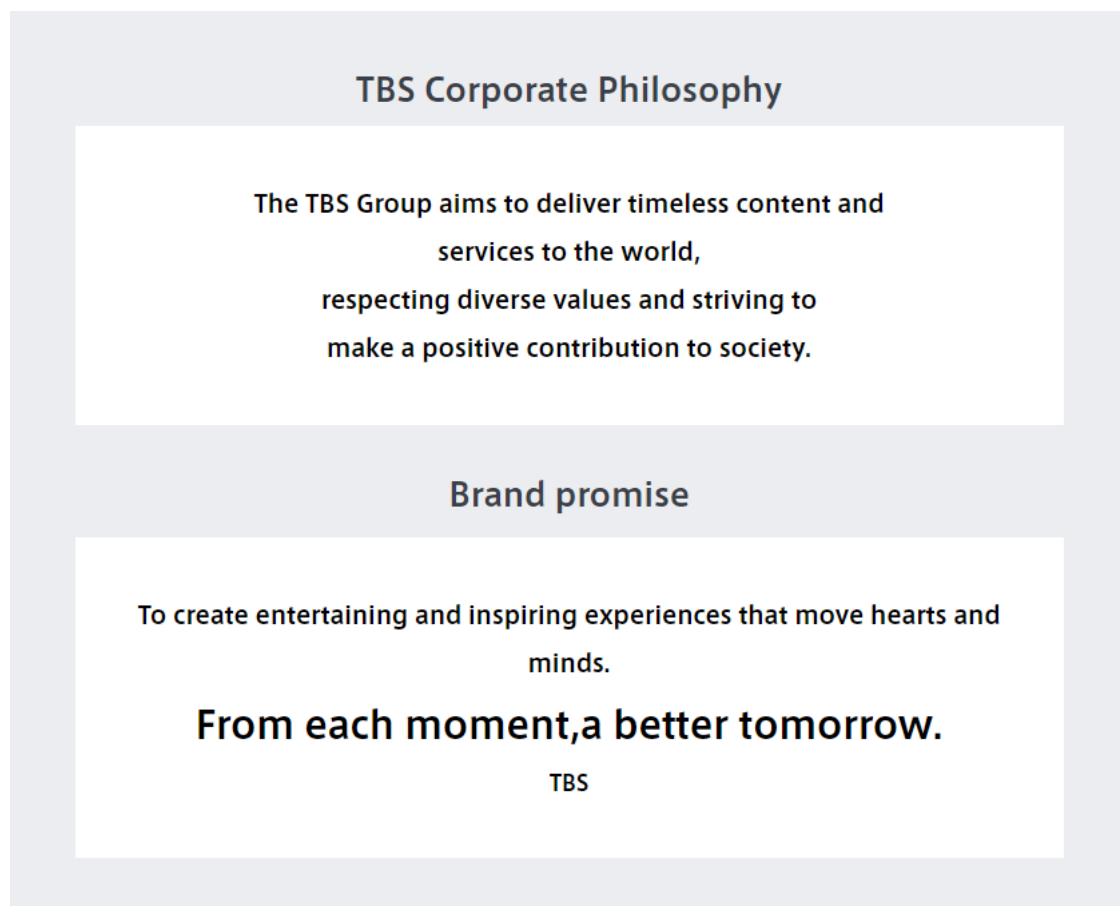 TBS Corporate Philosophy
The TBS Group aims to deliver timeless content and
services to the world,
respecting diverse values and striving to
make a positive contribution to society.
Brand promise
To create entertaining and inspiring experiences that move hearts and
minds.
From each moment,a better tomorrow.
TBS